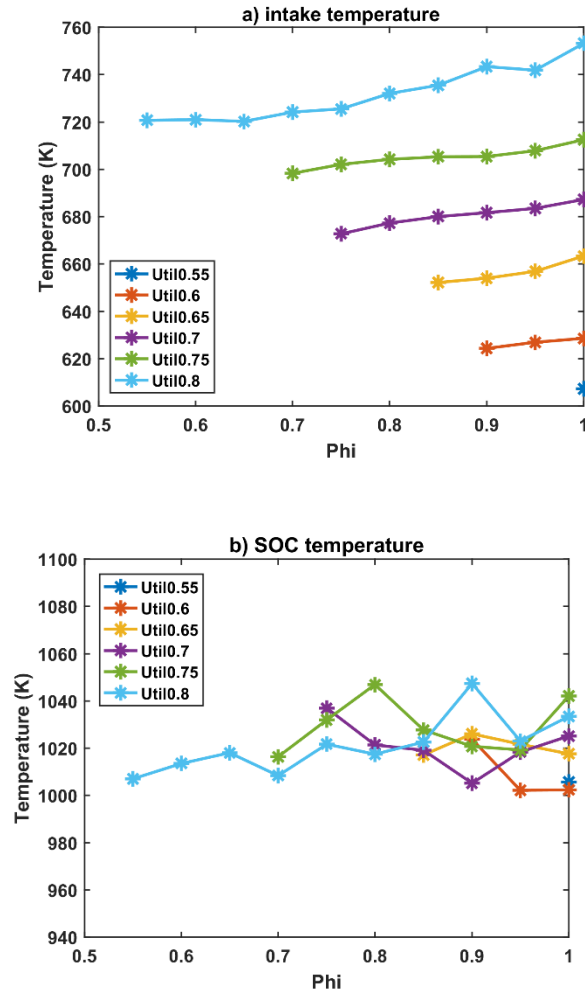 a) intake temperature
760
740
720
700
680
660
640
620
600
Temperature (K)
Util0.55
Util0.6
Util0.65
Util0.7
Util0.75
Util0.8
0.5 0.6 0.7 0.8 0.9 1
Phi
b) SOC temperature
1100
1080
1060
1040
1020
1000
980
960
940
Temperature (K)
Util0.55
Util0.6
Util0.65
Util0.7
Util0.75
Util0.8
0.5 0.6 0.7 0.8 0.9 1
Phi